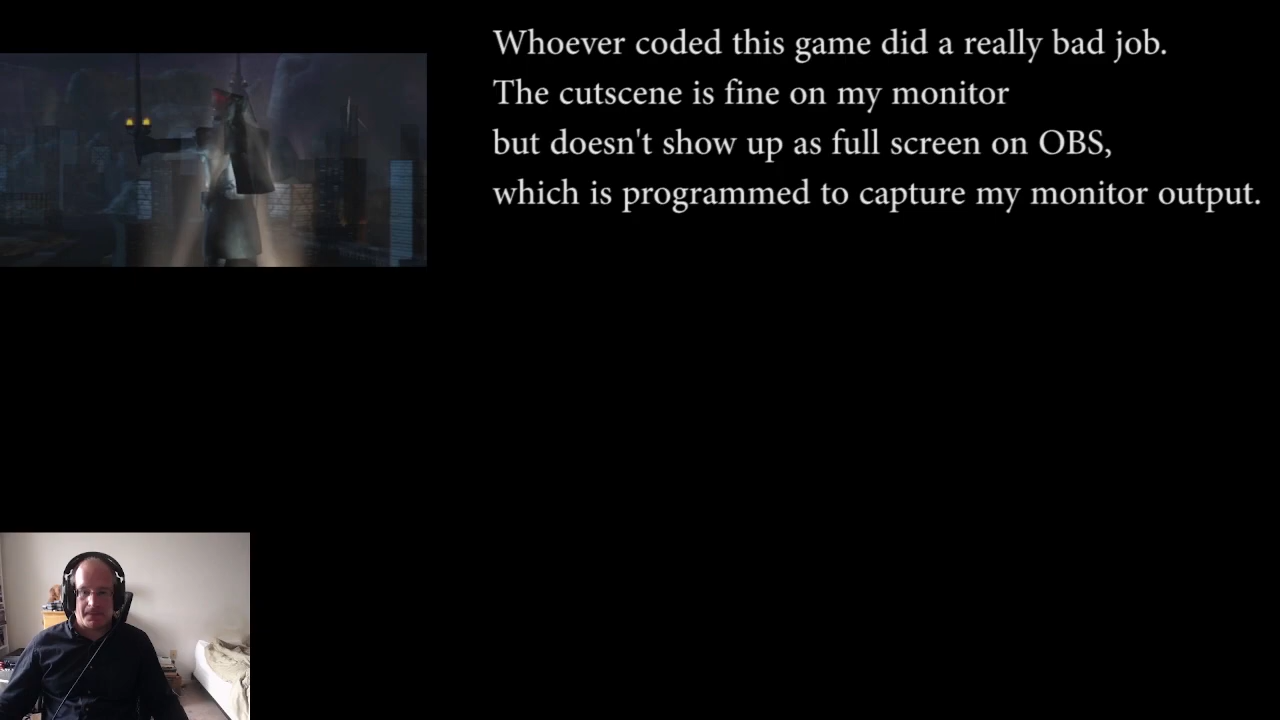 Whoever coded this game did a really bad job.
The cutscene is fine on my monitor
but doesn't show up as full screen on OBS,
which is programmed to capture my monitor output.